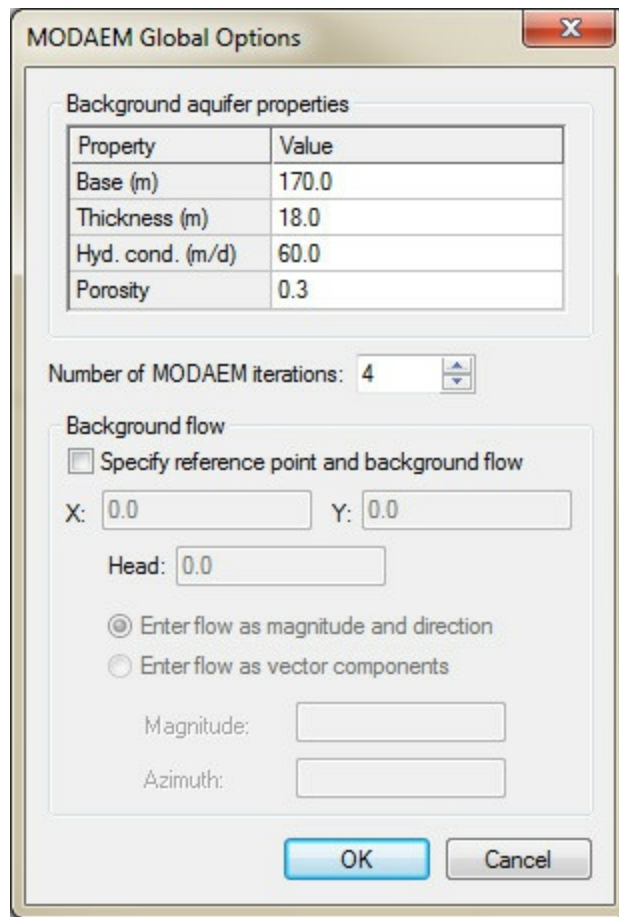 MODAEM Global Options
Background aquifer properties
Property Value
Base (m) 170.0
Thickness (m) 18.0
Hyd. cond. (m/d) 60.0
Porosity 0.3
Number of MODAEM iterations: 4
Background flow
Specify reference point and background flow
X: 0.0 Y: 0.0
Head: 0.0
Enter flow as magnitude and direction
Enter flow as vector components
Magnitude:
Azimuth:
OK Cancel